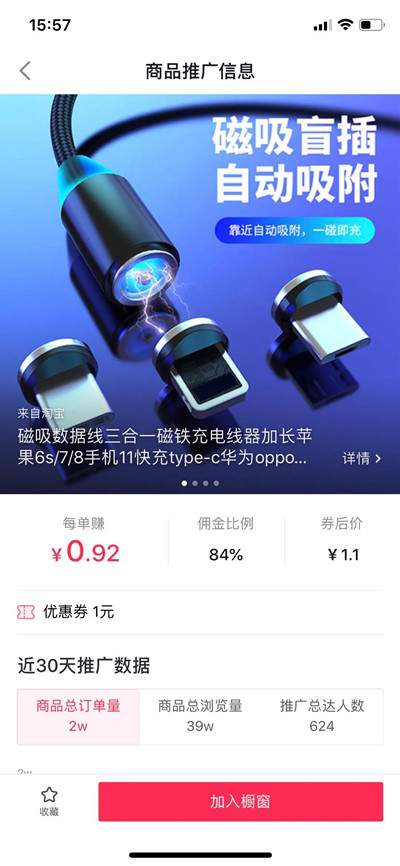 15:57
商品推广信息
磁吸盲插
自动吸附
靠近自动吸附，一碰即充
来自淘宝
磁吸数据线三合一磁铁充电线器加长苹
果6s/7/8手机11快充type-c华为oppo...
详情
每单赚
佣金比例
券后价
¥0.92
84%
¥1.1
优惠券 1元
近30天推广数据
商品总订单量
商品总浏览量
推广总达人数
2w
39w
624
2w
收藏
加入橱窗